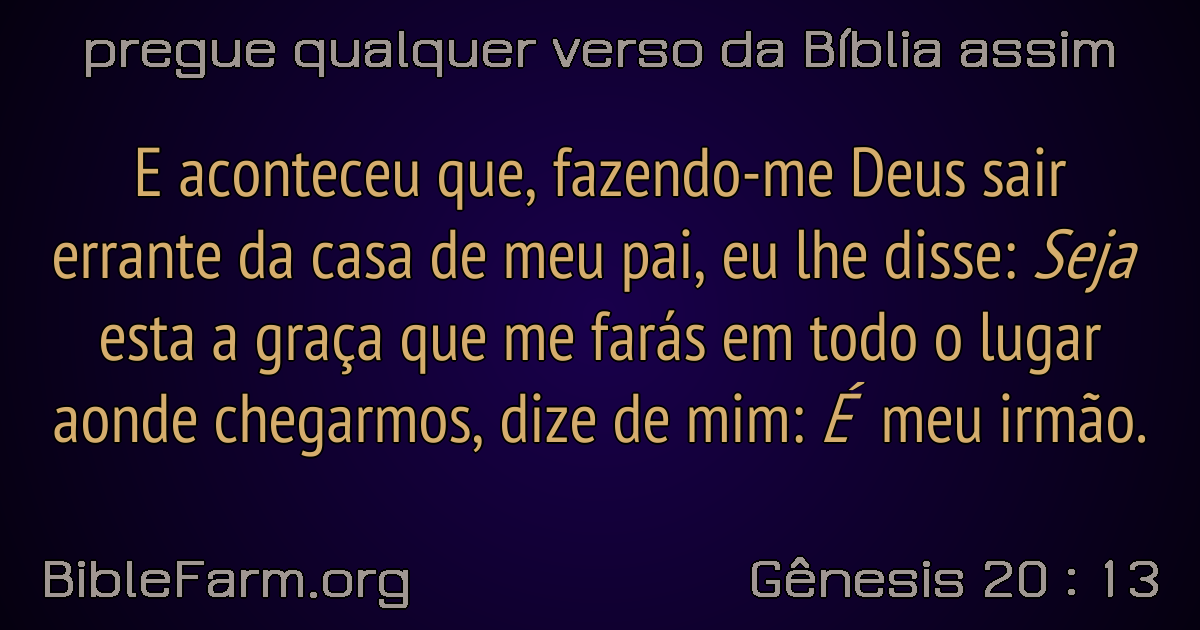 pregue qualquer verso da Bíblia assim
E aconteceu que, fazendo-me Deus sair
errante da casa de meu pai, eu lhe disse: Seja
esta a graça que me farás em todo o lugar
aonde chegarmos, dize de mim: É meu irmão.
BibleFarm.org
Gênesis 20 : 13